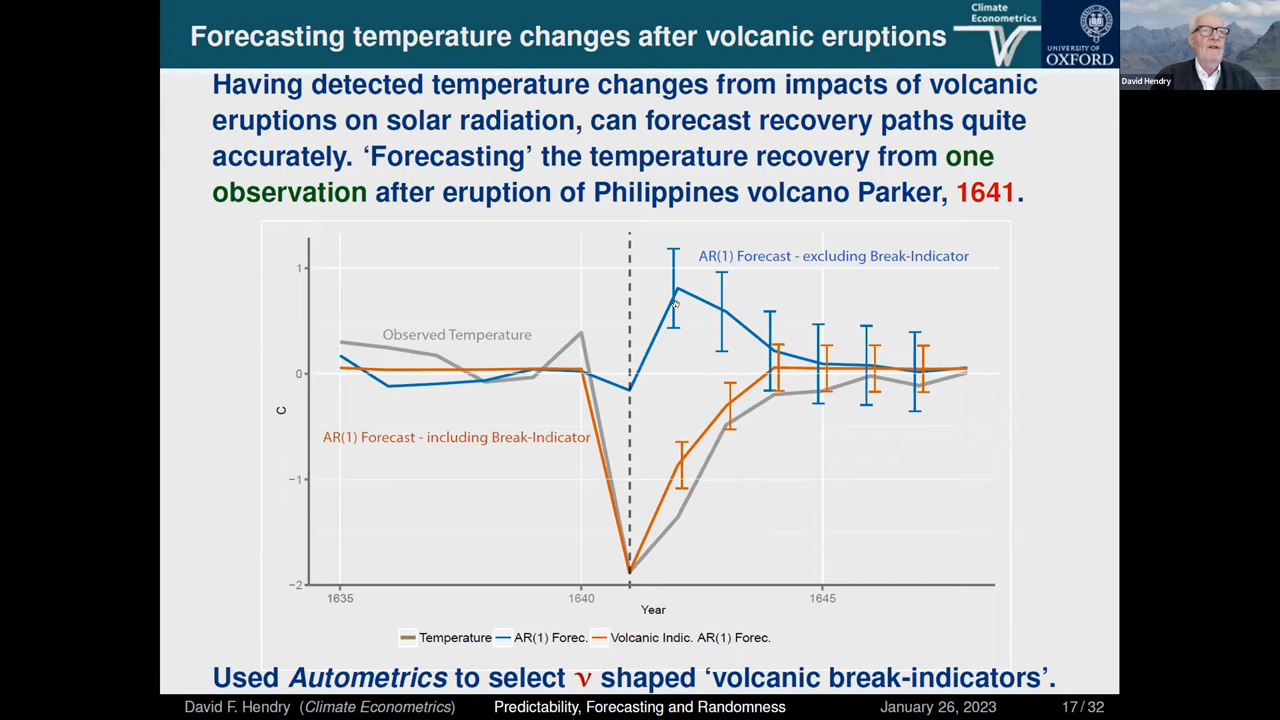 Forecasting temperature changes after volcanic eruptions
Climate
Econometrics
UNIVERSITY OF
OXFORD
David Hendry
Having detected temperature changes from impacts of volcanic
eruptions on solar radiation, can forecast recovery paths quite
accurately. ‘Forecasting’ the temperature recovery from one
observation after eruption of Philippines volcano Parker, 1641.
AR(1) Forecast - excluding Break-Indicator
Observed Temperature
AR(1) Forecast - including Break-Indicator
1
0
−1
−2
C
1635
1640
1645
Year
Temperature AR(1) Forec. Volcanic Indic. AR(1) Forec.
Used Autometrics to select ν shaped ‘volcanic break-indicators’.
David F. Hendry (Climate Econometrics) Predictability, Forecasting and Randomness January 26, 2023 17 / 32